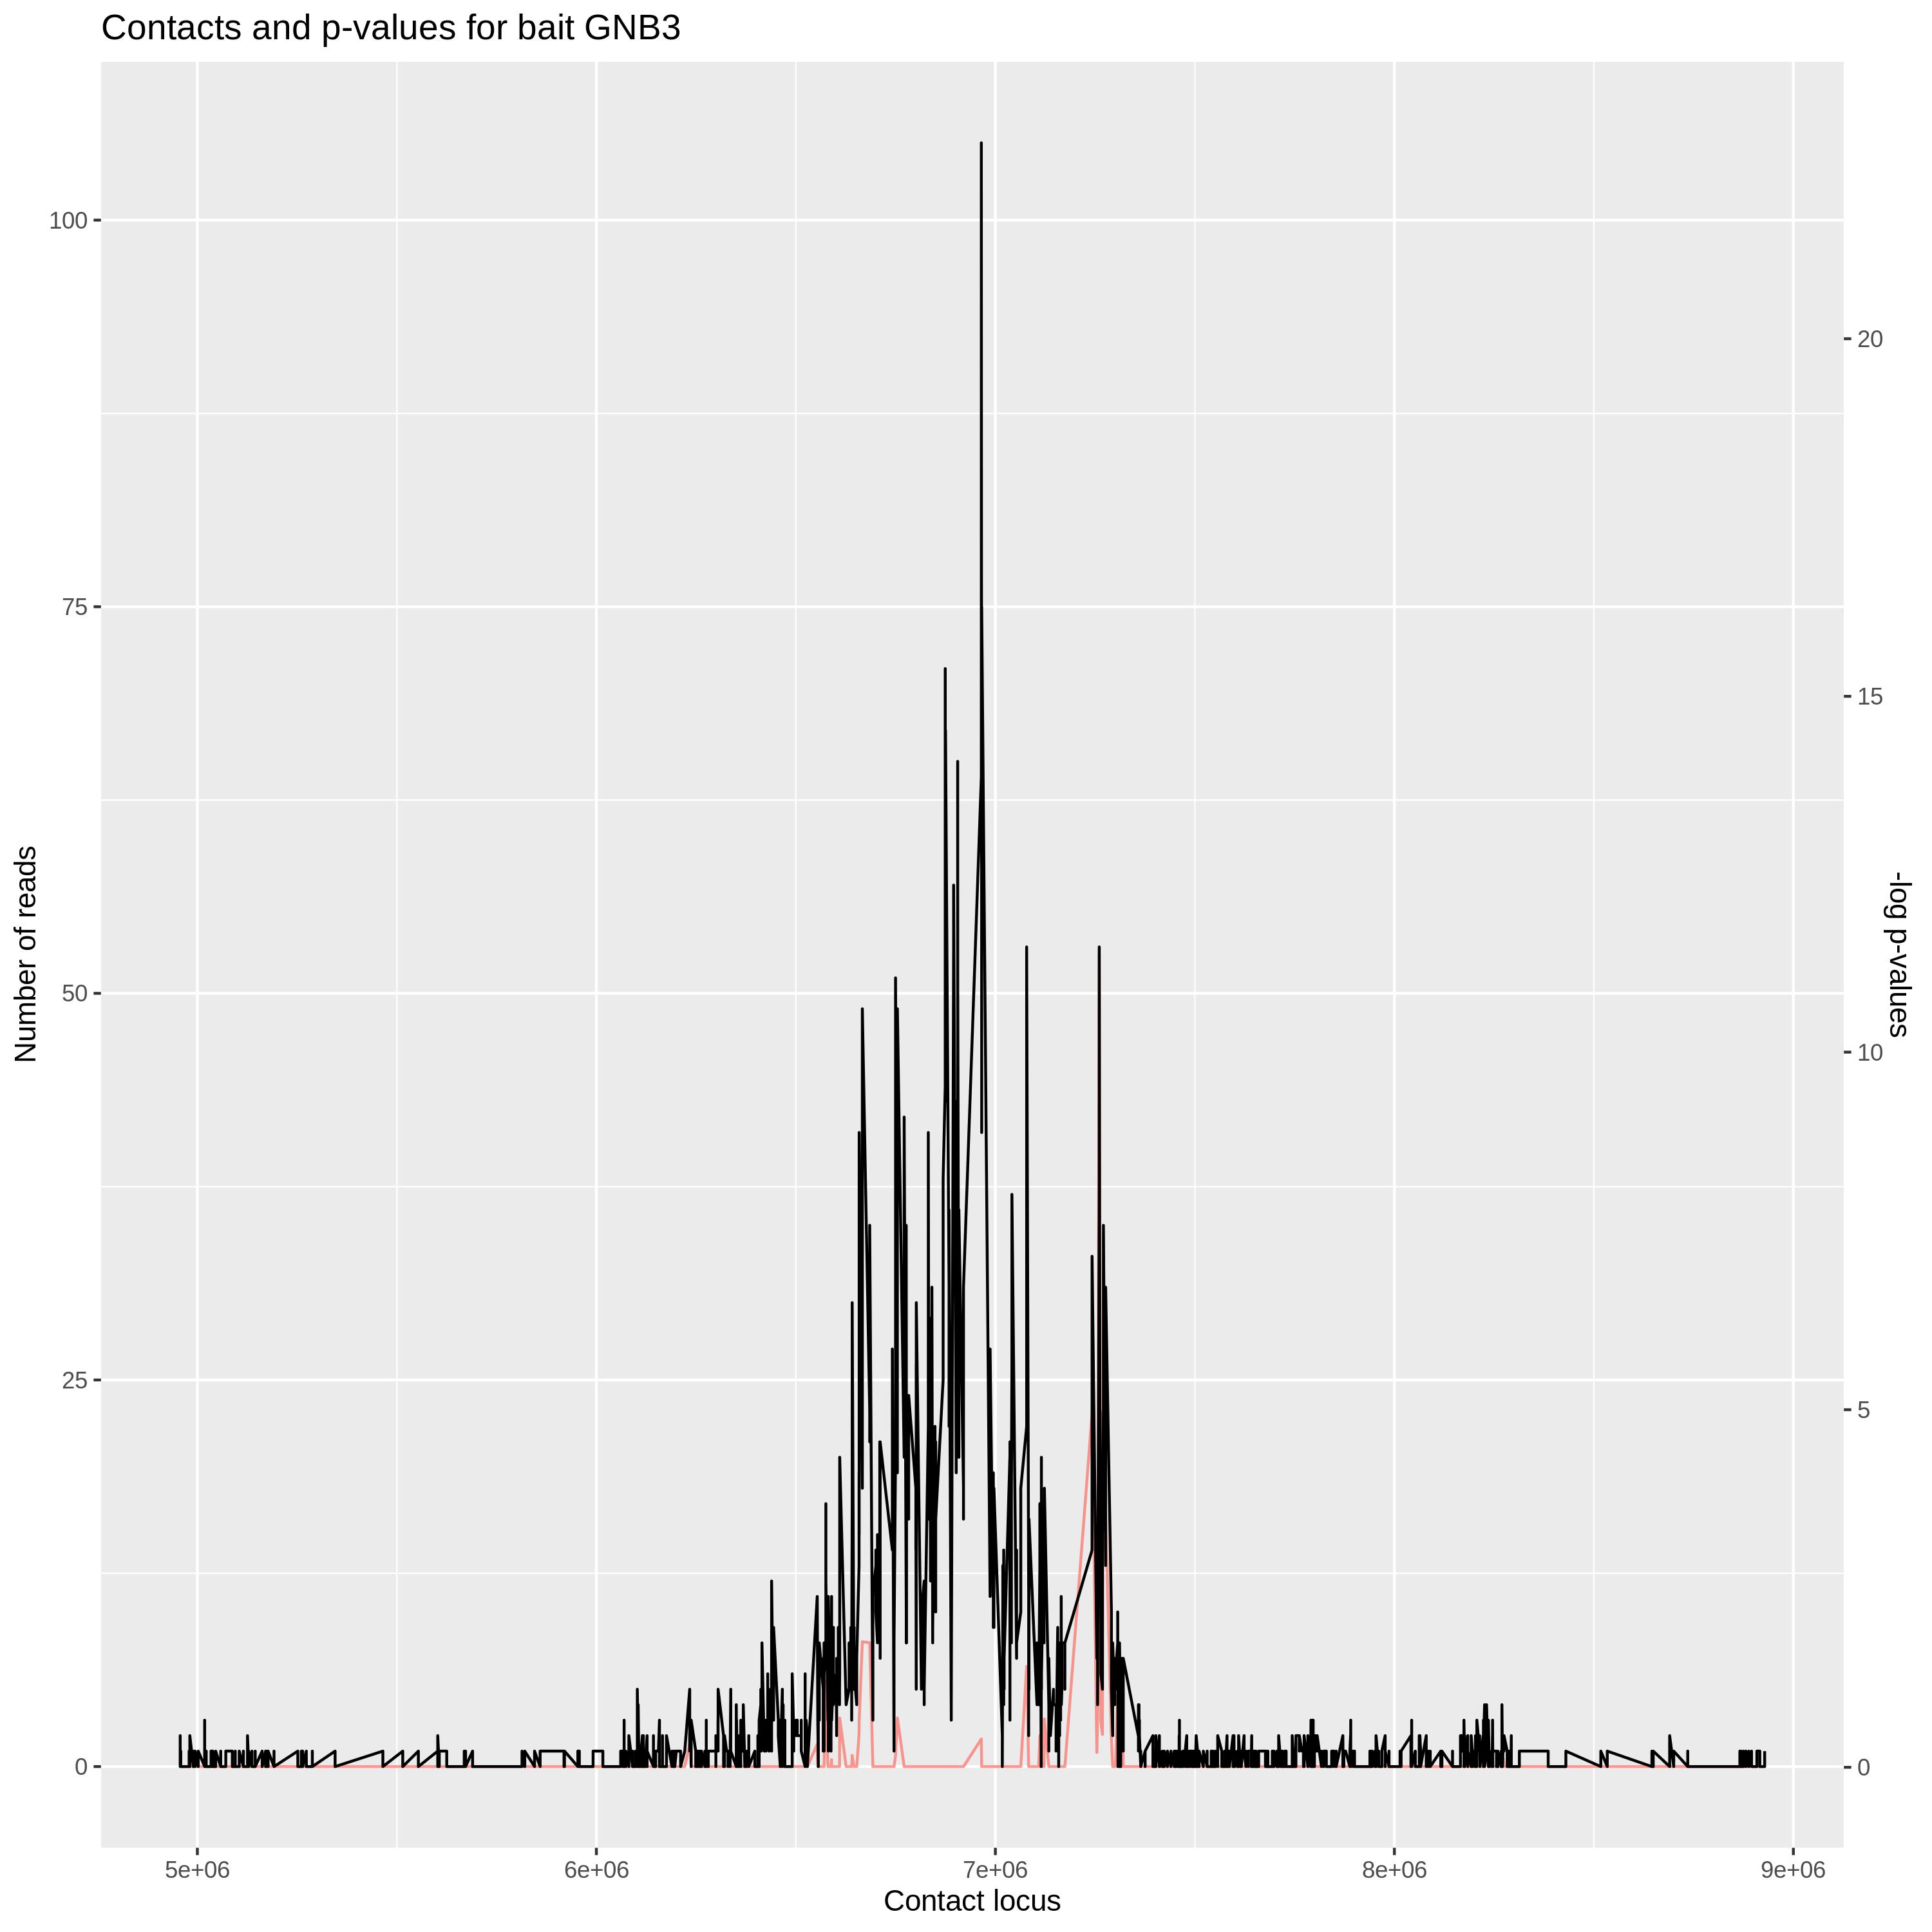 Contacts and p-values for bait GNB3
100
75
50
25
0
Number of reads
20
15
10
5
0
-log p-values
5e+06
6e+06
7e+06
8e+06
9e+06
Contact locus